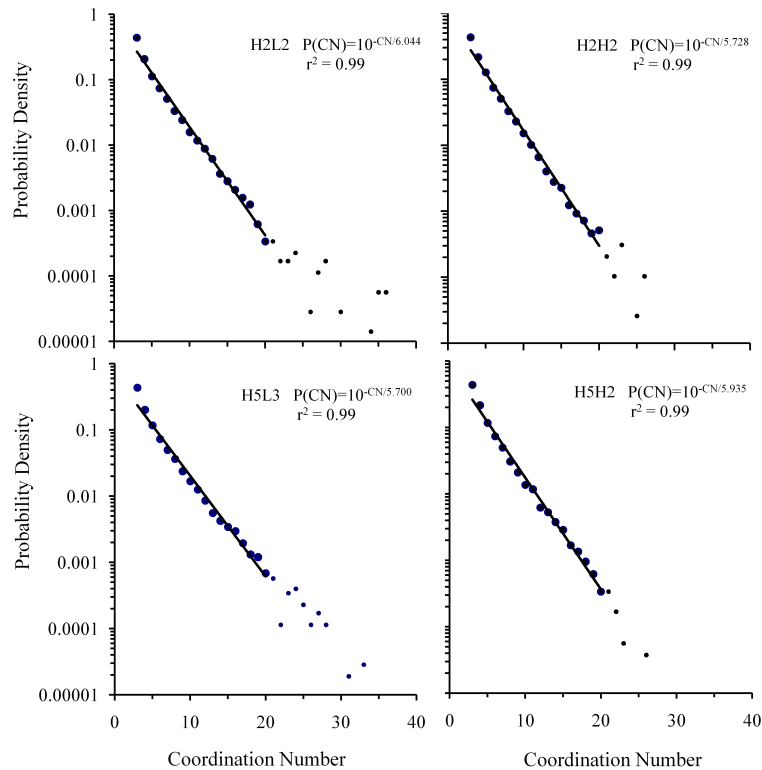 1
H2L2 P(CN)=10^-CN/6.044
r² = 0.99
0.1
0.01
0.001
0.0001
0.00001
Probability Density
H2H2 P(CN)=10^-CN/5.728
r² = 0.99
1
H5L3 P(CN)=10^-CN/5.700
r² = 0.99
0.1
0.01
0.001
0.0001
0.00001
Probability Density
0 10 20 30 40
Coordination Number
H5H2 P(CN)=10^-CN/5.935
r² = 0.99
0 10 20 30 40
Coordination Number